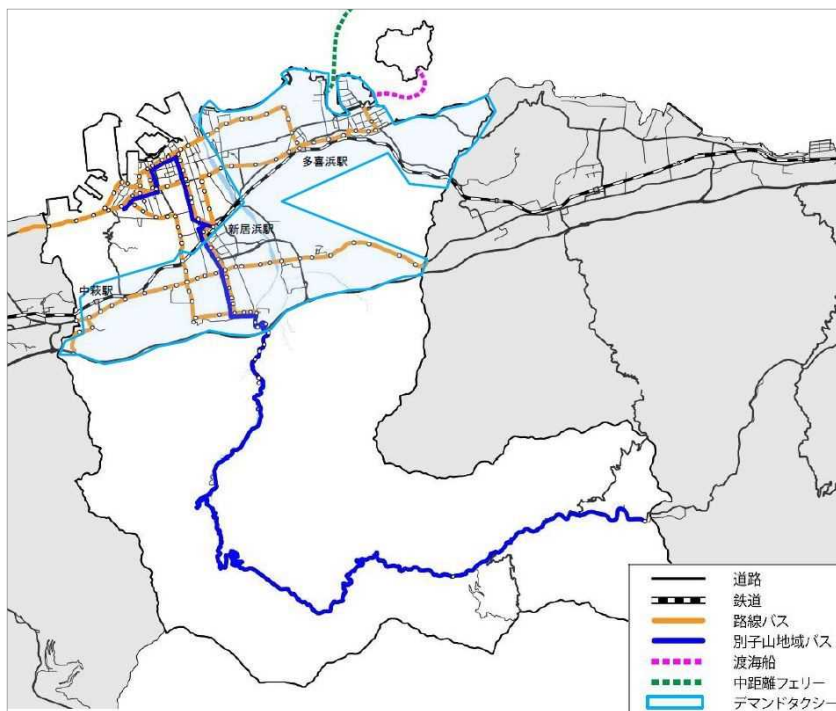 多喜浜駅
新居浜駅
中萩駅
道路
鉄道
路線バス
別子山地域バス
渡海船
中距離フェリー
デマンドタクシー